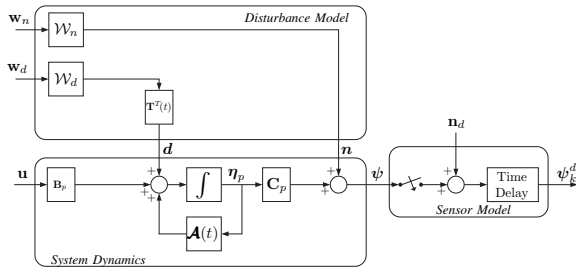 w_n
𝒲_n
Disturbance Model
w_d
𝒲_d
T^T(t)
d
n
n_d
u
B_p
+
+
+
∫
η_p
C_p
+
+
ψ
+
+
Time
Delay
ψ_k^d
𝓐(t)
Sensor Model
System Dynamics